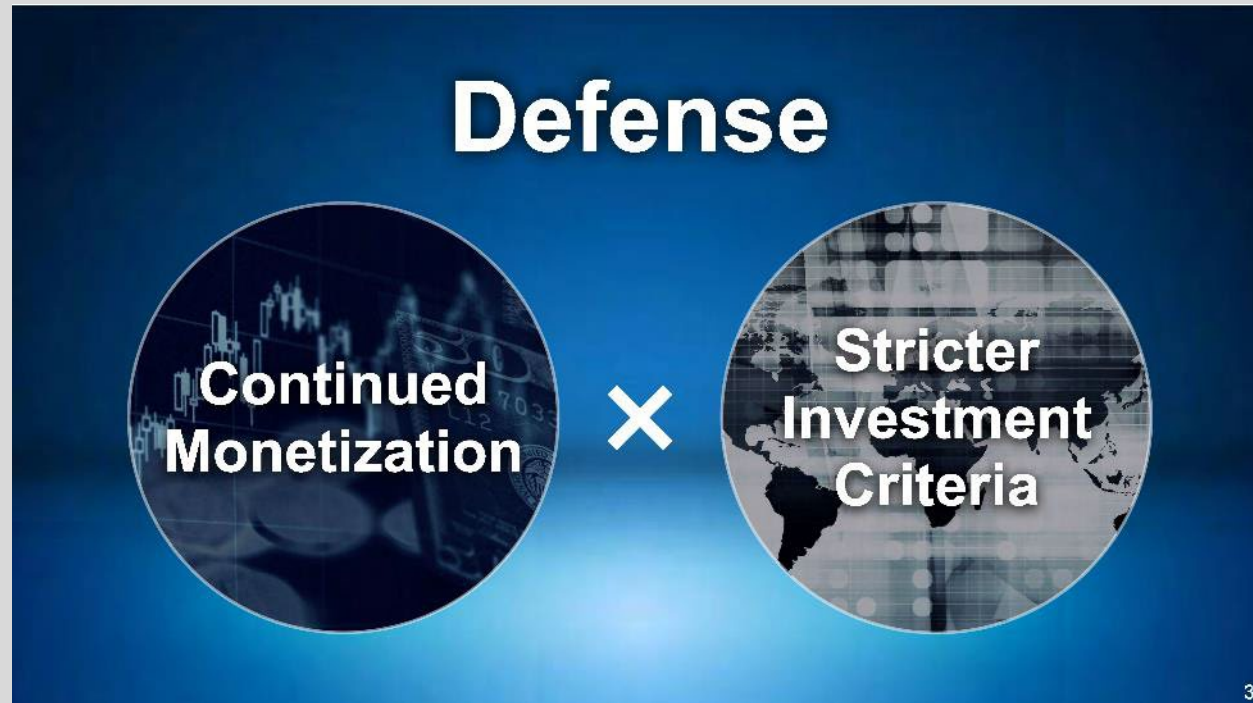 Defense
Continued
Monetization
×
Stricter
Investment
Criteria